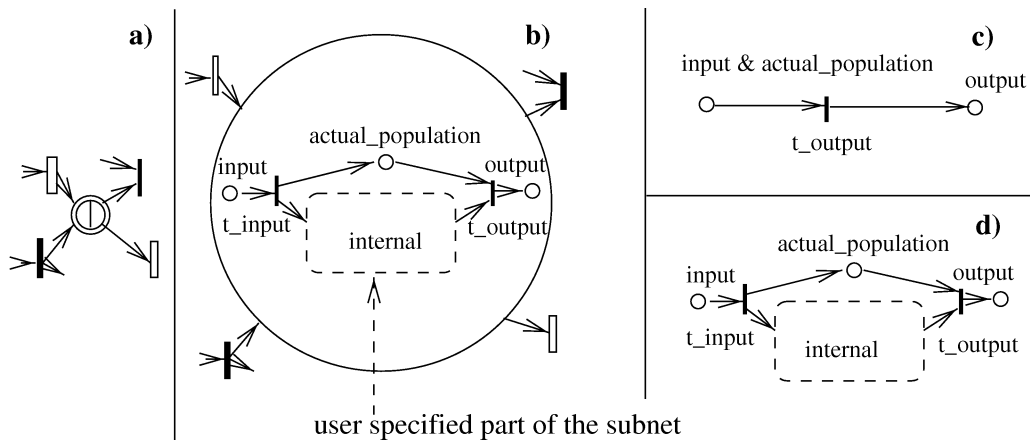 a)
b)
actual_population
input
output
t_input
t_output
internal
user specified part of the subnet
c)
input & actual_population
output
t_output
d)
actual_population
input
output
t_input
t_output
internal